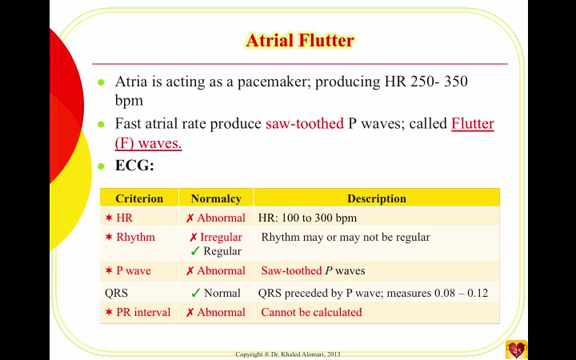 Atrial Flutter
Atria is acting as a pacemaker; producing HR 250- 350
bpm
Fast atrial rate produce saw-toothed P waves; called Flutter
(F) waves.
ECG:
Criterion Normalcy Description
✶ HR ✗ Abnormal HR: 100 to 300 bpm
✶ Rhythm ✗ Irregular Rhythm may or may not be regular
✓ Regular
✶ P wave ✗ Abnormal Saw-toothed P waves
QRS ✓ Normal QRS preceded by P wave; measures 0.08 – 0.12
✶ PR interval ✗ Abnormal Cannot be calculated
Copyright © Dr. Khaled Alomari, 2013